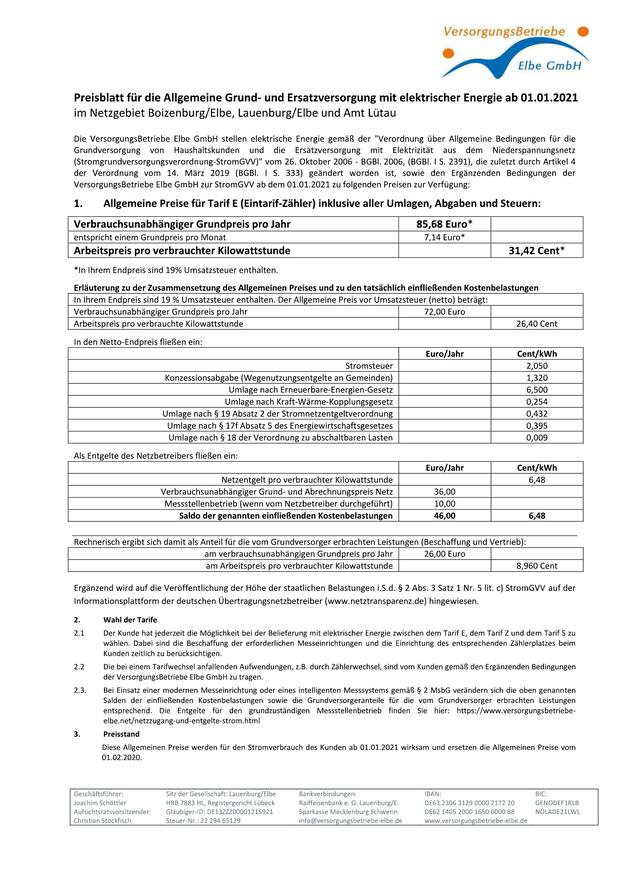 VersorgungsBetriebe
Elbe GmbH
Preisblatt für die Allgemeine Grund- und Ersatzversorgung mit elektrischer Energie ab 01.01.2021
im Netzgebiet Boizenburg/Elbe, Lauenburg/Elbe und Amt Lütau
Die VersorgungsBetriebe Elbe GmbH stellen elektrische Energie gemäß der "Verordnung über Allgemeine Bedingungen für die
Grundversorgung von Haushaltskunden und die Ersatzversorgung mit Elektrizität aus dem Niederspannungsnetz
(Stromgrundversorgungsverordnung-StromGVV)" vom 26. Oktober 2006 - BGBl. 2006, (BGBl. I S. 2391), die zuletzt durch Artikel 4
der Verordnung vom 14. März 2019 (BGBl. I S. 333) geändert worden ist, sowie den Ergänzenden Bedingungen der
VersorgungsBetriebe Elbe GmbH zur StromGVV ab dem 01.01.2021 zu folgenden Preisen zur Verfügung:
1. Allgemeine Preise für Tarif E (Eintarif-Zähler) inklusive aller Umlagen, Abgaben und Steuern:
Verbrauchsunabhängiger Grundpreis pro Jahr 85,68 Euro*
entspricht einem Grundpreis pro Monat 7,14 Euro*
Arbeitspreis pro verbrauchter Kilowattstunde 31,42 Cent*
*In Ihrem Endpreis sind 19% Umsatzsteuer enthalten.
Erläuterung zu der Zusammensetzung des Allgemeinen Preises und zu den tatsächlich einfließenden Kostenbelastungen
In Ihrem Endpreis sind 19 % Umsatzsteuer enthalten. Der Allgemeine Preis vor Umsatzsteuer (netto) beträgt:
Verbrauchsunabhängiger Grundpreis pro Jahr 72,00 Euro
Arbeitspreis pro verbrauchte Kilowattstunde 26,40 Cent
In den Netto-Endpreis fließen ein:
Euro/Jahr Cent/kWh
Stromsteuer 2,050
Konzessionsabgabe (Wegenutzungsentgelte an Gemeinden) 1,320
Umlage nach Erneuerbare-Energien-Gesetz 6,500
Umlage nach Kraft-Wärme-Kopplungsgesetz 0,254
Umlage nach § 19 Absatz 2 der Stromnetzentgeltverordnung 0,432
Umlage nach § 17f Absatz 5 des Energiewirtschaftsgesetzes 0,395
Umlage nach § 18 der Verordnung zu abschaltbaren Lasten 0,009
Als Entgelte des Netzbetreibers fließen ein:
Euro/Jahr Cent/kWh
Netzentgelt pro verbrauchter Kilowattstunde 6,48
Verbrauchsunabhängiger Grund- und Abrechnungspreis Netz 36,00
Messstellenbetrieb (wenn vom Netzbetreiber durchgeführt) 10,00
Saldo der genannten einfließenden Kostenbelastungen 46,00 6,48
Rechnerisch ergibt sich damit als Anteil für die vom Grundversorger erbrachten Leistungen (Beschaffung und Vertrieb):
am verbrauchsunabhängigen Grundpreis pro Jahr 26,00 Euro
am Arbeitspreis pro verbrauchter Kilowattstunde 8,960 Cent
Ergänzend wird auf die Veröffentlichung der Höhe der staatlichen Belastungen i.S.d. § 2 Abs. 3 Satz 1 Nr. 5 lit. c) StromGVV auf der
Informationsplattform der deutschen Übertragungsnetzbetreiber (www.netztransparenz.de) hingewiesen.
2. Wahl der Tarife
2.1 Der Kunde hat jederzeit die Möglichkeit bei der Belieferung mit elektrischer Energie zwischen dem Tarif E, dem Tarif Z und dem Tarif S zu
wählen. Dabei sind die Beschaffung der erforderlichen Messeinrichtungen und die Einrichtung des entsprechenden Zählerplatzes beim
Kunden zeitlich zu berücksichtigen.
2.2 Die bei einem Tarifwechsel anfallenden Aufwendungen, z.B. durch Zählerwechsel, sind vom Kunden gemäß den Ergänzenden Bedingungen
der VersorgungsBetriebe Elbe GmbH zu tragen.
2.3. Bei Einsatz einer modernen Messeinrichtung oder eines intelligenten Messsystems gemäß § 2 MsbG verändern sich die oben genannten
Salden der einfließenden Kostenbelastungen sowie die Grundversorgeranteile für die vom Grundversorger erbrachten Leistungen
entsprechend. Die Entgelte für den grundzuständigen Messstellenbetrieb finden Sie hier: https://www.versorgungsbetriebe-
elbe.net/netzzugang-und-entgelte-strom.html
3. Preisstand
Diese Allgemeinen Preise werden für den Stromverbrauch des Kunden ab 01.01.2021 wirksam und ersetzen die Allgemeinen Preise vom
01.02.2020.
Geschäftsführer: Sitz der Gesellschaft: Lauenburg/Elbe Bankverbindungen: IBAN: BIC:
Joachim Schöttler HRB 7883 HL, Registergericht Lübeck Raiffeisenbank e. G. Lauenburg/E. DE63 2306 3129 0000 2172 20 GENODEF1RLB
Aufsichtsratsvorsitzender: Gläubiger-ID: DE13ZZZ00001215921 Sparkasse Mecklenburg Schwerin DE62 1405 2000 1650 0000 88 NOLADE21LWL
Christian Stockfisch Steuer-Nr.: 22 294 65129 info@versorgungsbetriebe-elbe.de www.versorgungsbetriebe-elbe.de